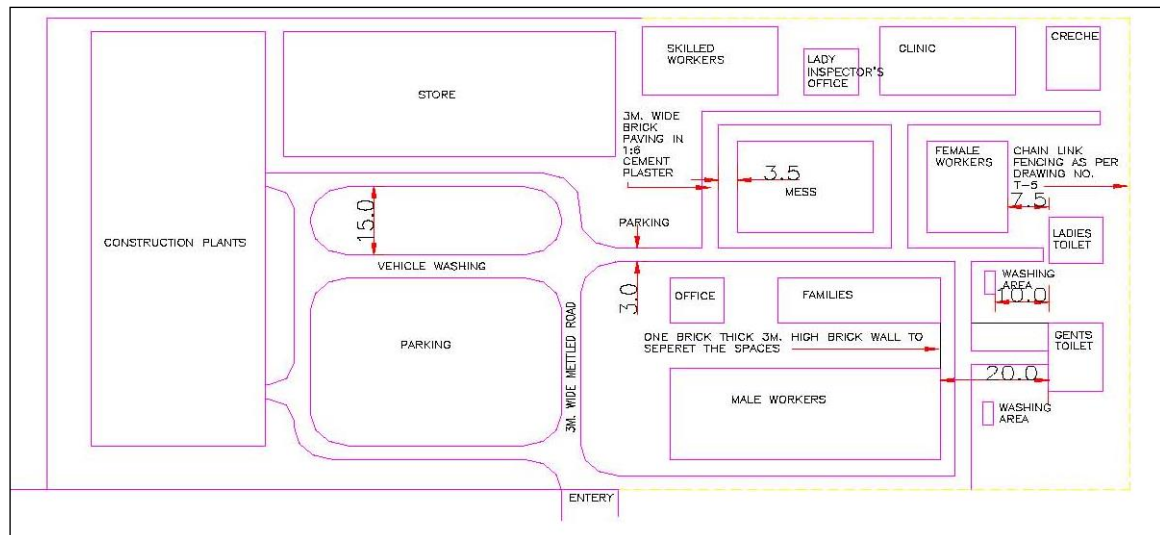 SKILLED
WORKERS
LADY
INSPECTOR'S
OFFICE
CLINIC
CRECHE
STORE
3M. WIDE
BRICK
PAVING IN
1:6
CEMENT
PLASTER
3.5
MESS
FEMALE
WORKERS
CHAIN LINK
FENCING AS PER
DRAWING NO.
T-5
7.5
CONSTRUCTION PLANTS
15.0
PARKING
LADIES
TOILET
VEHICLE WASHING
3.0
OFFICE
FAMILIES
WASHING
AREA
10.0
PARKING
3M. WIDE METTLED ROAD
ONE BRICK THICK 3M. HIGH BRICK WALL TO
SEPERET THE SPACES
GENTS
TOILET
20.0
MALE WORKERS
WASHING
AREA
ENTERY